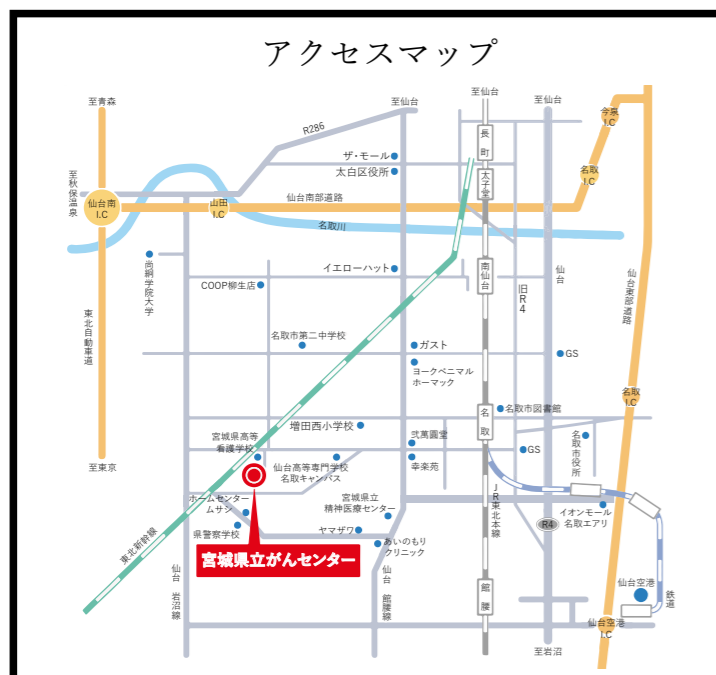 アクセスマップ
至青森
至仙台
至仙台
至仙台
R286
今泉
I.C
長町
ザ・モール
太白区役所
太子堂
名取
I.C
至秋保温泉
仙台南
I.C
山田
I.C
仙台南部道路
名取川
尚絅学院大学
イエローハット
南仙台
仙台
仙台東部道路
COOP柳生店
旧R4
東北自動車道
名取市第二中学校
ガスト
GS
ヨークベニマル
ホーマック
名取
I.C
名取
名取市図書館
増田西小学校
宮城県高等
看護学校
弐萬圓堂
名取市役所
GS
至東京
仙台高等専門学校
名取キャンパス
幸楽苑
ホームセンター
ムサシ
宮城県立
精神医療センター
JR東北本線
イオンモール
名取エアリ
県警察学校
ヤマザワ
R4
東北新幹線
あいのもり
クリニック
宮城県立がんセンター
仙台 岩沼線
仙台 館腰線
館腰
仙台空港
鉄道
仙台空港
I.C
至岩沼